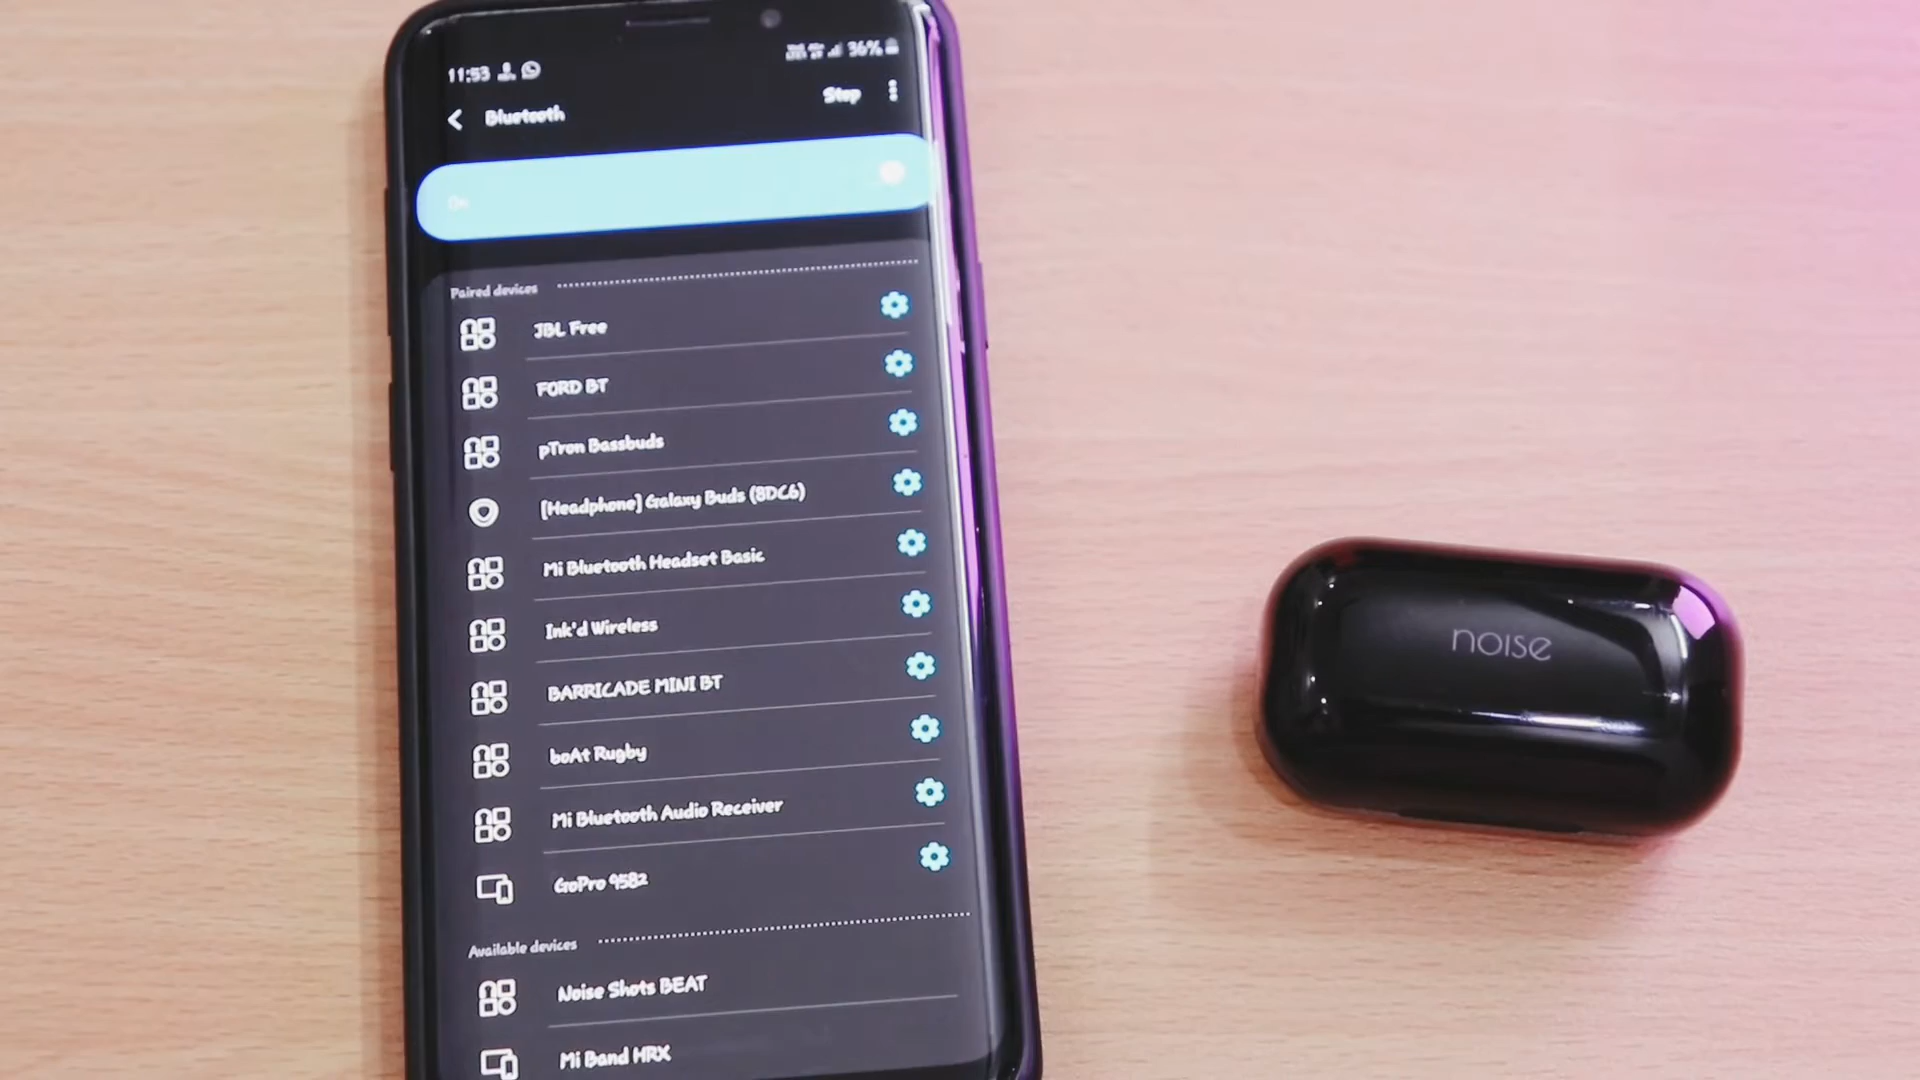 11:53
36%
Bluetooth
Stop
On
Paired devices
JBL Free
FORD BT
pTron Bassbuds
[Headphone] Galaxy Buds (8DC6)
Mi Bluetooth Headset Basic
Ink'd Wireless
BARRICADE MINI BT
boAt Rugby
Mi Bluetooth Audio Receiver
GoPro 9582
Available devices
Noise Shots BEAT
Mi Band HRX
noise